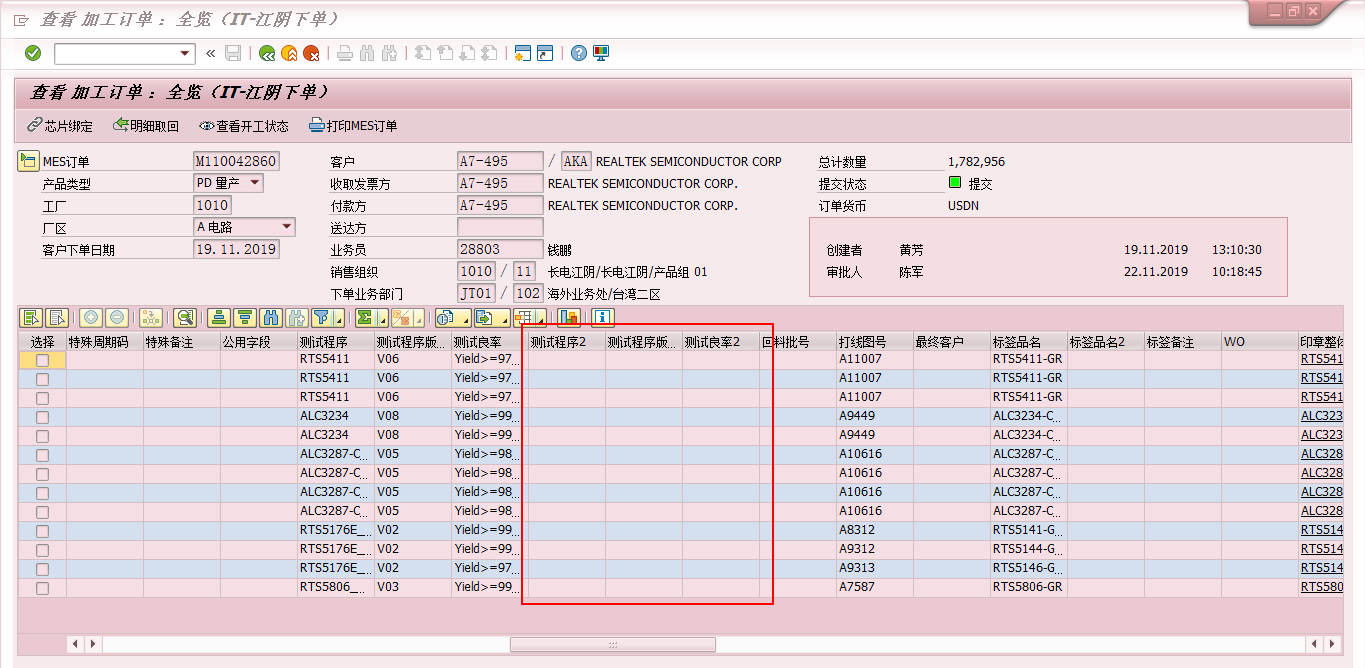 查看 加工订单 : 全览（IT-江阴下单）
查看 加工订单 : 全览（IT-江阴下单）
芯片绑定 明细取回 查看开工状态 打印MES订单
MES订单 M110042860 客户 A7-495 / AKA REALTEK SEMICONDUCTOR CORP 总计数量 1,782,956
产品类型 PD 量产 收取发票方 A7-495 REALTEK SEMICONDUCTOR CORP. 提交状态 提交
工厂 1010 付款方 A7-495 REALTEK SEMICONDUCTOR CORP. 订单货币 USDN
厂区 A 电路 送达方
客户下单日期 19.11.2019 业务员 28803 钱鹏 创建者 黄芳 19.11.2019 13:10:30
销售组织 1010 / 11 长电江阴/长电江阴/产品组 01 审批人 陈军 22.11.2019 10:18:45
下单业务部门 JT01 / 102 海外业务处/台湾二区
选择 特殊周期码 特殊备注 公用字段 测试程序 测试程序版... 测试良率 测试程序2 测试程序版... 测试良率2 回料批号 打线图号 最终客户 标签品名 标签品名2 标签备注 WO 印章整体
RTS5411 V06 Yield>=97... A11007 RTS5411-GR RTS541
RTS5411 V06 Yield>=97... A11007 RTS5411-GR RTS541
RTS5411 V06 Yield>=97... A11007 RTS5411-GR RTS541
ALC3234 V08 Yield>=99... A9449 ALC3234-C... ALC323
ALC3234 V08 Yield>=99... A9449 ALC3234-C... ALC323
ALC3287-C... V05 Yield>=98... A10616 ALC3287-C... ALC328
ALC3287-C... V05 Yield>=98... A10616 ALC3287-C... ALC328
ALC3287-C... V05 Yield>=98... A10616 ALC3287-C... ALC328
ALC3287-C... V05 Yield>=98... A10616 ALC3287-C... ALC328
RTS5176E_... V02 Yield>=99... A8312 RTS5141-G... RTS514
RTS5176E_... V02 Yield>=99... A9312 RTS5144-G... RTS514
RTS5176E_... V02 Yield>=97... A9313 RTS5146-G... RTS514
RTS5806_... V03 Yield>=99... A7587 RTS5806-GR RTS580